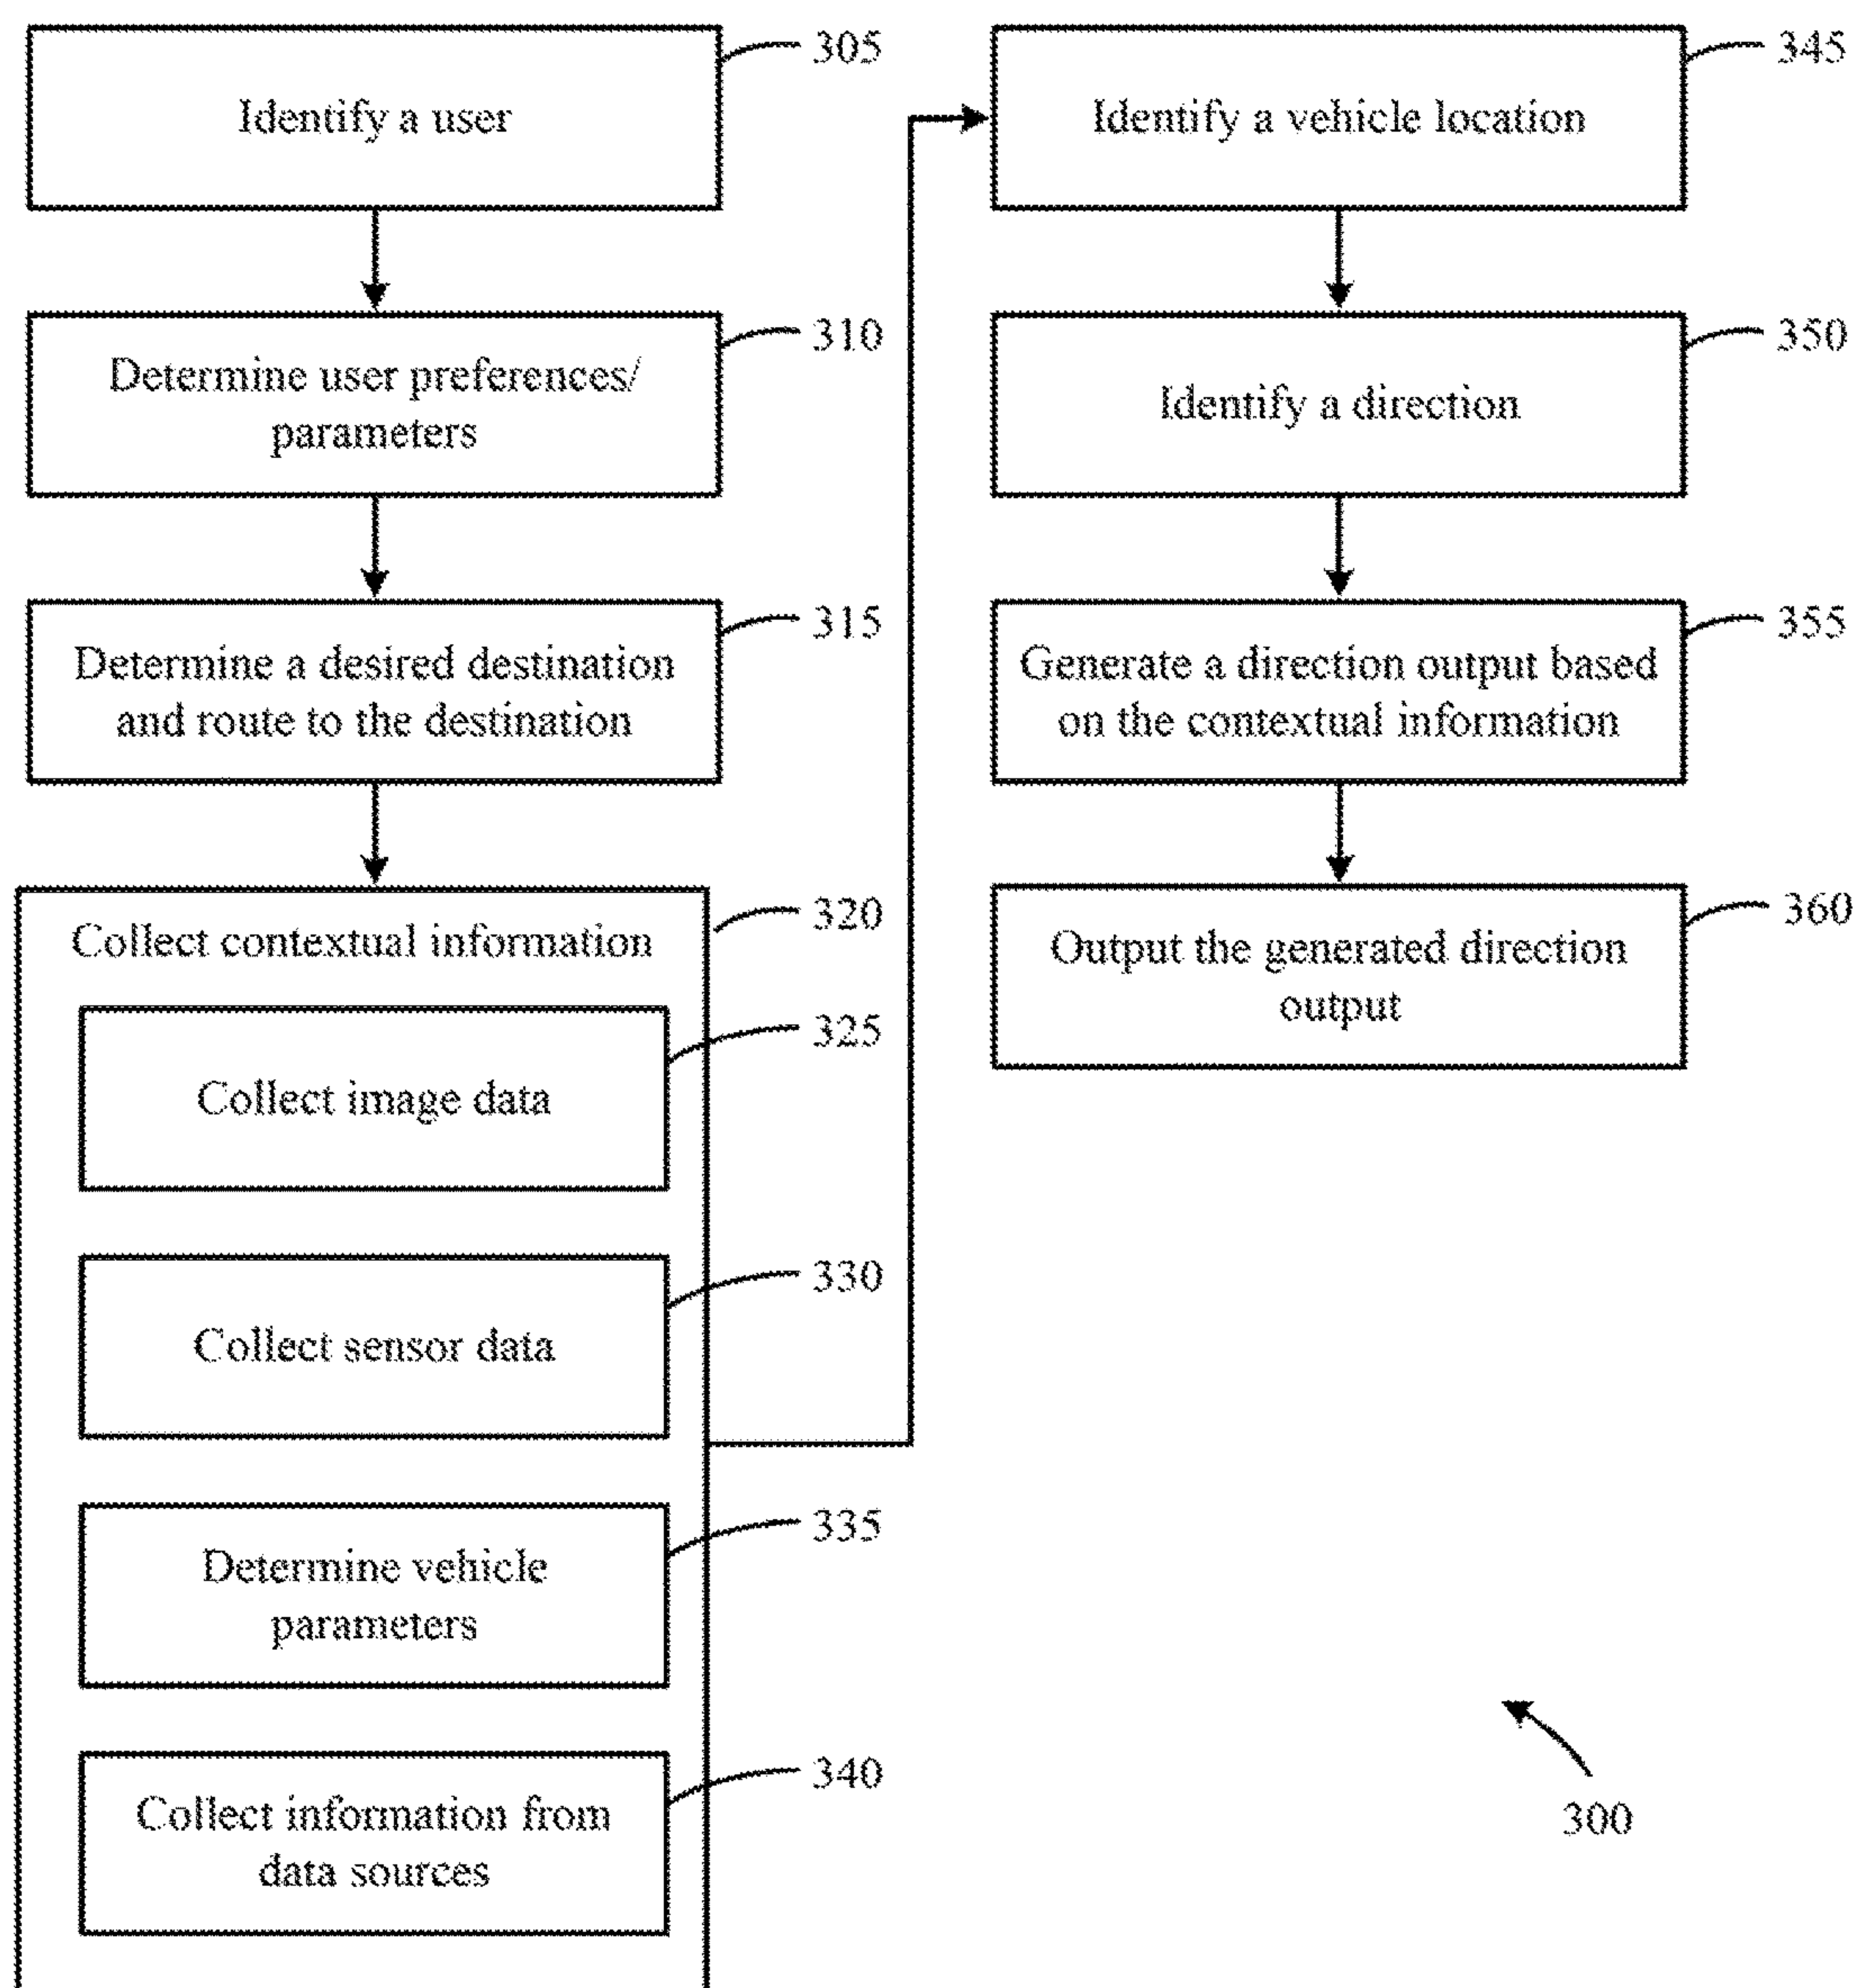 Identify a user
305
Determine user preferences/
parameters
310
Determine a desired destination
and route to the destination
315
Collect contextual information
320
Collect image data
325
Collect sensor data
330
Determine vehicle
parameters
335
Collect information from
data sources
340
Identify a vehicle location
345
Identify a direction
350
Generate a direction output based
on the contextual information
355
Output the generated direction
output
360
300